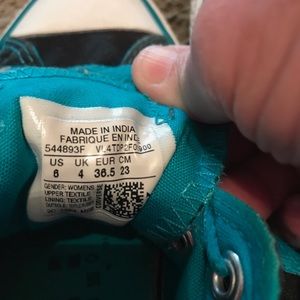 MADE IN INDIA
FABRIQUE EN INDE
544893F
US UK EUR CM
6 4 36.5 23
GENDER: WOMENS
UPPER: TEXTILE
LINING: TEXTILE
CONVERSE